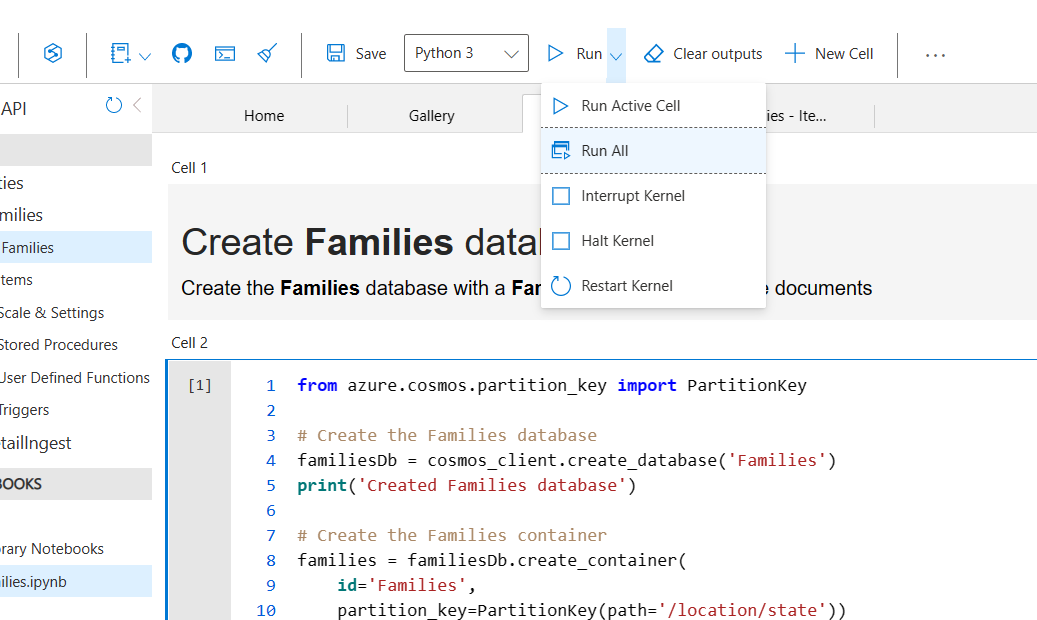 Save
Python 3
Run
Clear outputs
New Cell
...
API
Home
Gallery
ies - Ite...
Run Active Cell
Run All
Interrupt Kernel
Halt Kernel
Restart Kernel
ties
milies
Families
tems
Scale & Settings
Stored Procedures
User Defined Functions
Triggers
etailIngest
BOOKS
rary Notebooks
ilies.ipynb
Cell 1
Create Families datab
Create the Families database with a Far
e documents
Cell 2
[1]
1 from azure.cosmos.partition_key import PartitionKey
2
3 # Create the Families database
4 familiesDb = cosmos_client.create_database('Families')
5 print('Created Families database')
6
7 # Create the Families container
8 families = familiesDb.create_container(
9 id='Families',
10 partition_key=PartitionKey(path='/location/state'))